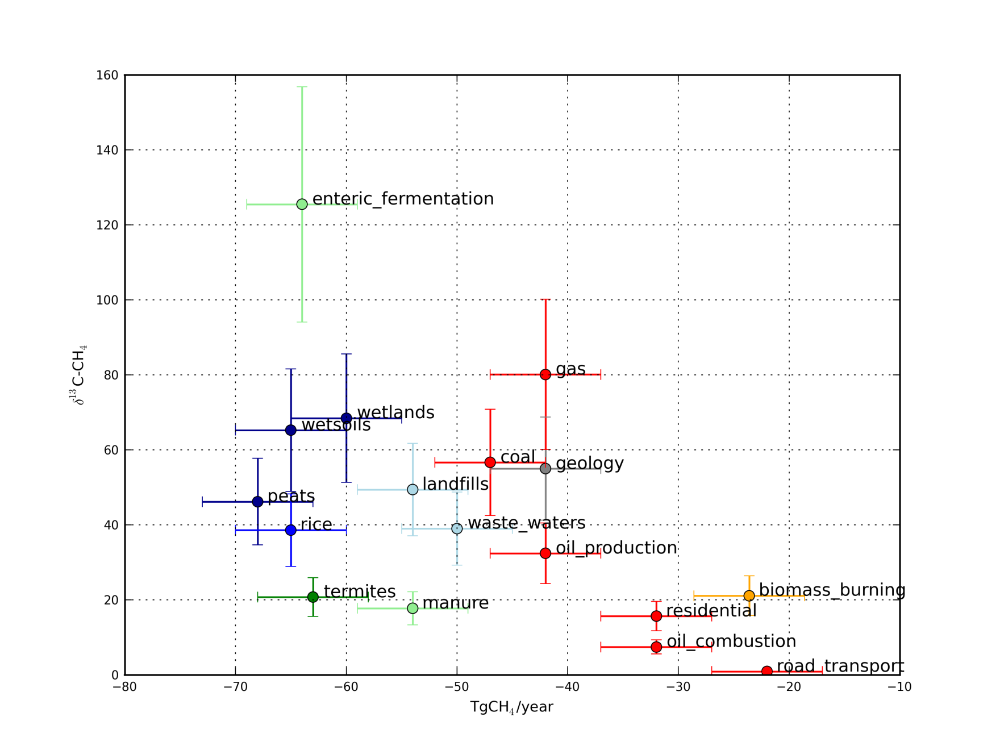 160
140
120
100
80
60
40
20
0
−80
−70
−60
−50
−40
−30
−20
−10
TgCH₄/year
δ¹³C-CH₄
enteric_fermentation
gas
wetlands
wetsoils
coal
geology
landfills
peats
rice
waste_waters
oil_production
termites
manure
biomass_burning
residential
oil_combustion
road_transport